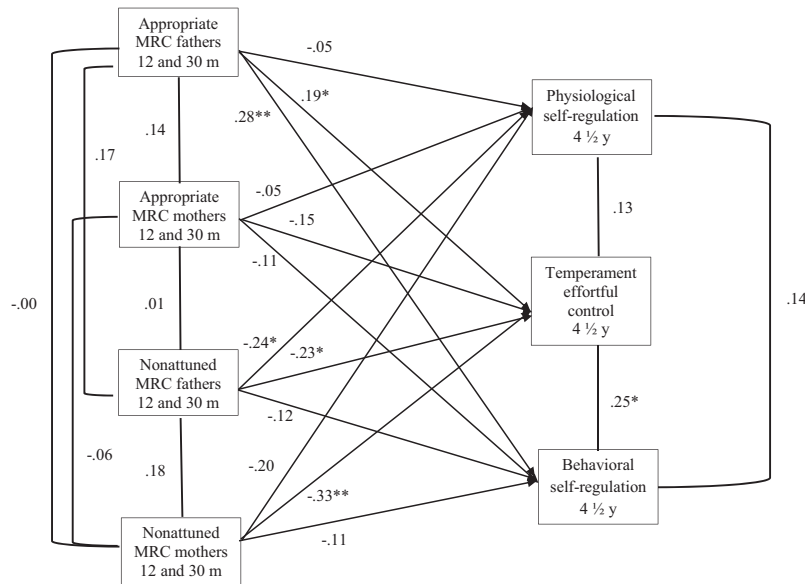 Appropriate
MRC fathers
12 and 30 m
-.05
.19*
.28**
Physiological
self-regulation
4 ½ y
.14
.17
Appropriate
MRC mothers
12 and 30 m
-.05
-.15
-.11
.13
Temperament
effortful
control
4 ½ y
-.00
.01
.14
-.24*
-.23*
Nonattuned
MRC fathers
12 and 30 m
-.12
.25*
-.06
.18
-.20
-.33**
-.11
Behavioral
self-regulation
4 ½ y
Nonattuned
MRC mothers
12 and 30 m